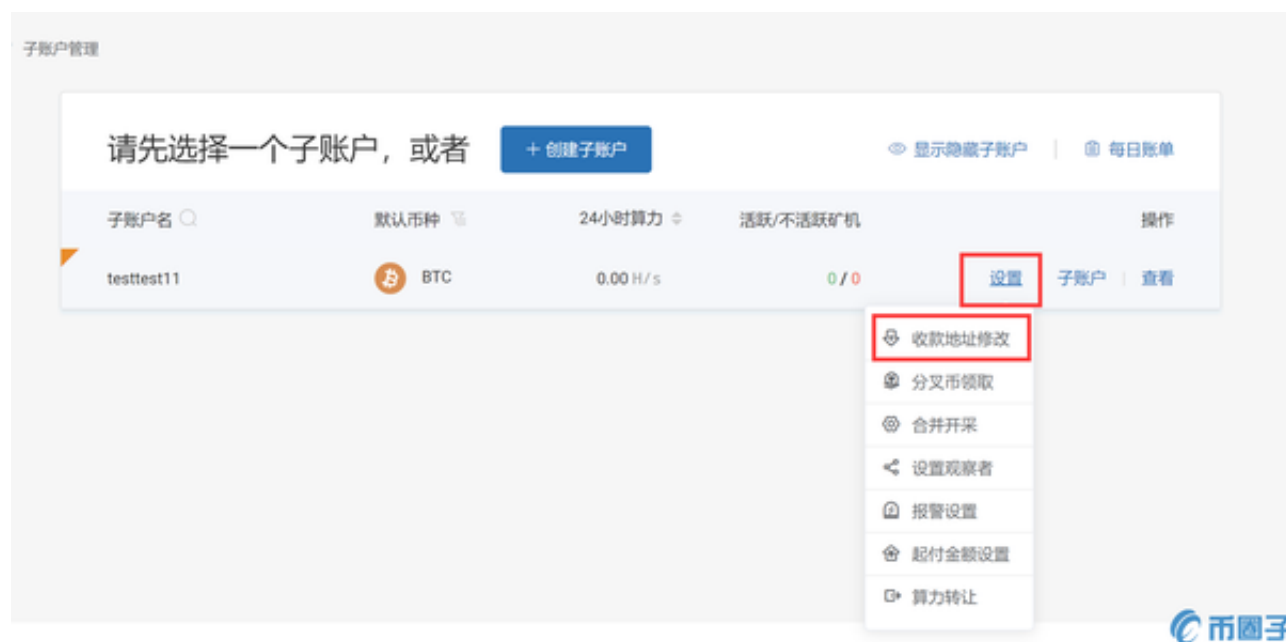 子账户管理
请先选择一个子账户，或者 + 创建子账户 显示隐藏子账户 每日账单
子账户名 默认币种 24小时算力 活跃/不活跃矿机 操作
testtest11 BTC 0.00 H/s 0 / 0 设置 子账户 查看
收款地址修改
分叉币领取
合并开采
设置观察者
报警设置
起付金额设置
算力转让
币圈子